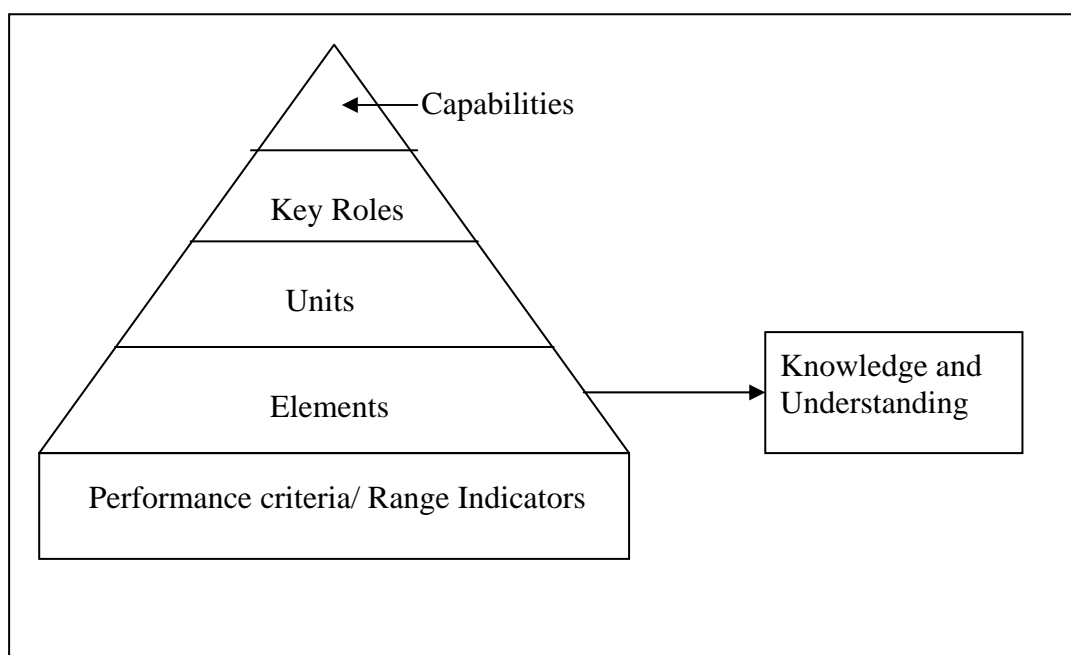 Capabilities
Key Roles
Units
Elements
Knowledge and
Understanding
Performance criteria/ Range Indicators